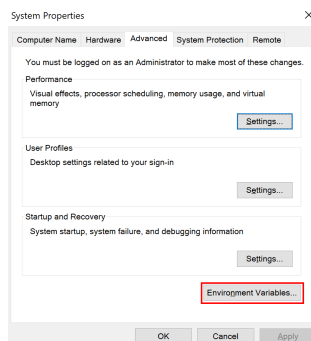 System Properties
Computer Name Hardware Advanced System Protection Remote
You must be logged on as an Administrator to make most of these changes.
Performance
Visual effects, processor scheduling, memory usage, and virtual
memory
Settings...
User Profiles
Desktop settings related to your sign-in
Settings...
Startup and Recovery
System startup, system failure, and debugging information
Settings...
Environment Variables...
OK Cancel Apply